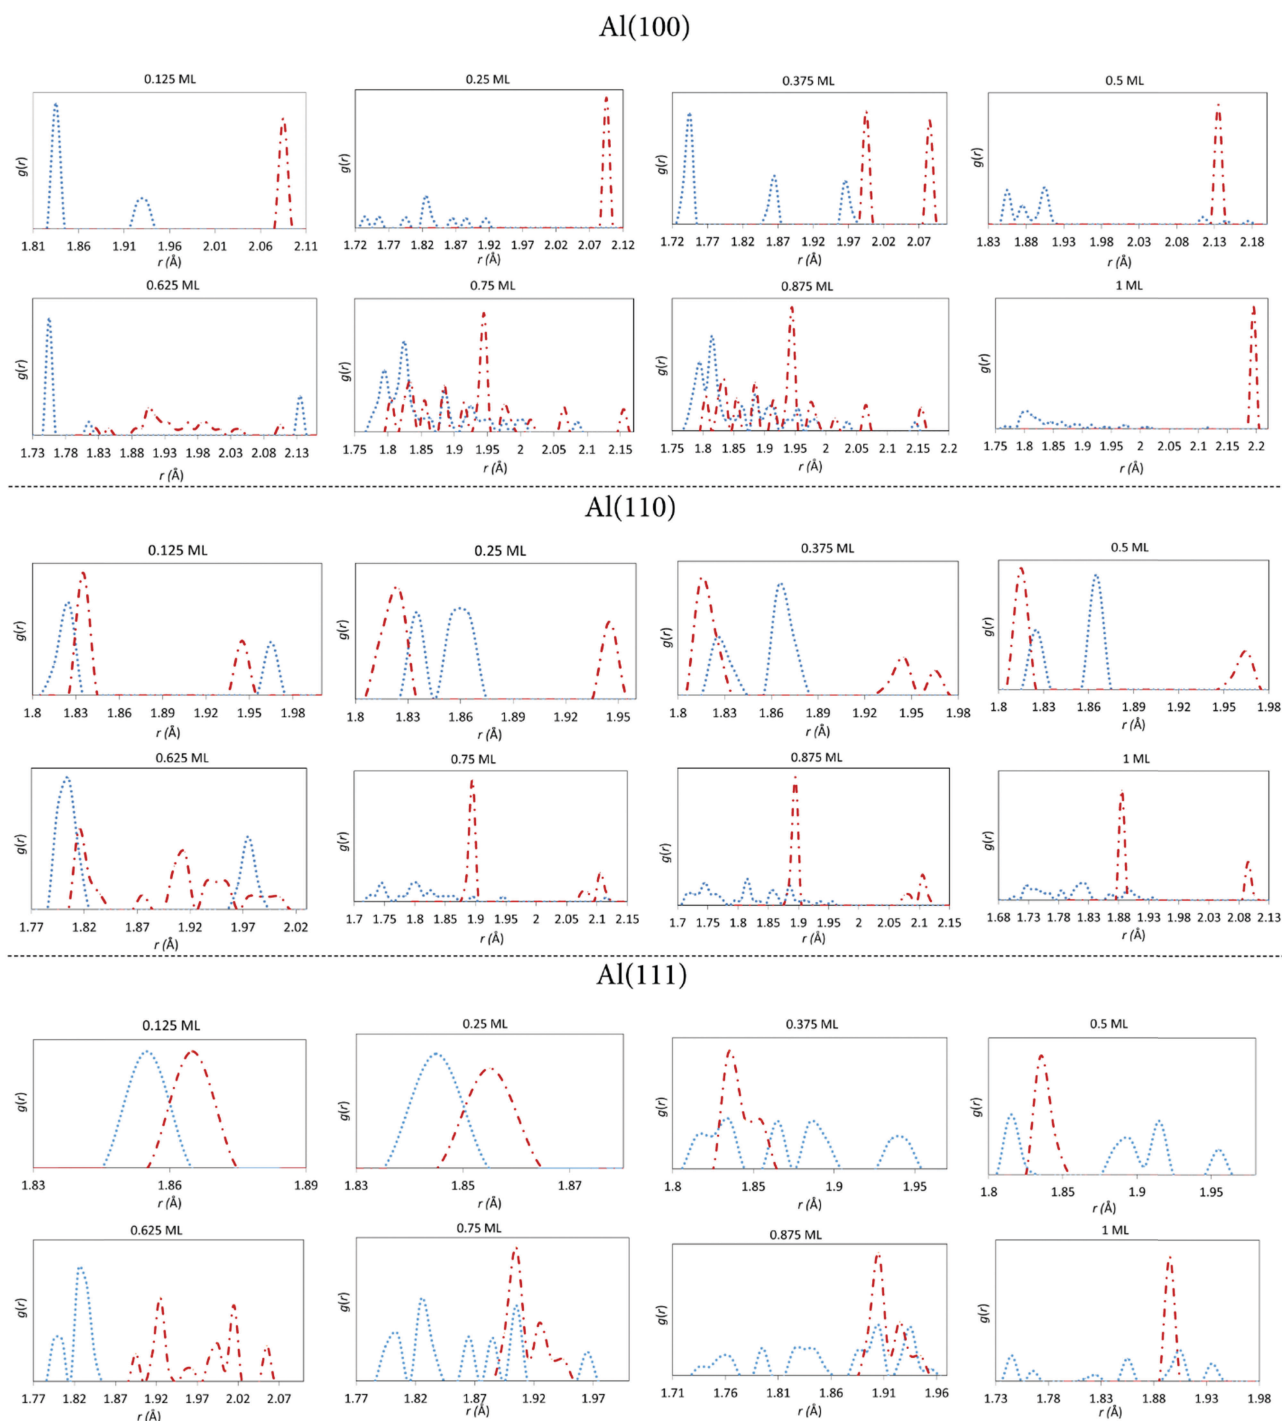 Al(100)
0.125 ML
0.25 ML
0.375 ML
0.5 ML
g(r)
g(r)
g(r)
g(r)
1.81 1.86 1.91 1.96 2.01 2.06 2.11
1.72 1.77 1.82 1.87 1.92 1.97 2.02 2.07 2.12
1.72 1.77 1.82 1.87 1.92 1.97 2.02 2.07
1.83 1.88 1.93 1.98 2.03 2.08 2.13 2.18
r (Å)
r (Å)
r (Å)
r (Å)
0.625 ML
0.75 ML
0.875 ML
1 ML
g(r)
g(r)
g(r)
g(r)
1.73 1.78 1.83 1.88 1.93 1.98 2.03 2.08 2.13
1.75 1.8 1.85 1.9 1.95 2 2.05 2.1 2.15
1.75 1.8 1.85 1.9 1.95 2 2.05 2.1 2.15 2.2
1.75 1.8 1.85 1.9 1.95 2 2.05 2.1 2.15 2.2
r (Å)
r (Å)
r (Å)
r (Å)
Al(110)
0.125 ML
0.25 ML
0.375 ML
0.5 ML
g(r)
g(r)
g(r)
g(r)
1.8 1.83 1.86 1.89 1.92 1.95 1.98
1.8 1.83 1.86 1.89 1.92 1.95
1.8 1.83 1.86 1.89 1.92 1.95 1.98
1.8 1.83 1.86 1.89 1.92 1.95 1.98
r (Å)
r (Å)
r (Å)
r (Å)
0.625 ML
0.75 ML
0.875 ML
1 ML
g(r)
g(r)
g(r)
g(r)
1.77 1.82 1.87 1.92 1.97 2.02
1.7 1.75 1.8 1.85 1.9 1.95 2 2.05 2.1 2.15
1.7 1.75 1.8 1.85 1.9 1.95 2 2.05 2.1 2.15
1.68 1.73 1.78 1.83 1.88 1.93 1.98 2.03 2.08 2.13
r (Å)
r (Å)
r (Å)
r (Å)
Al(111)
0.125 ML
0.25 ML
0.375 ML
0.5 ML
g(r)
g(r)
g(r)
g(r)
1.83 1.86 1.89
1.83 1.85 1.87
1.8 1.85 1.9 1.95
1.8 1.85 1.9 1.95
r (Å)
r (Å)
r (Å)
r (Å)
0.625 ML
0.75 ML
0.875 ML
1 ML
g(r)
g(r)
g(r)
g(r)
1.77 1.82 1.87 1.92 1.97 2.02 2.07
1.77 1.82 1.87 1.92 1.97
1.71 1.76 1.81 1.86 1.91 1.96
1.73 1.78 1.83 1.88 1.93 1.98
r (Å)
r (Å)
r (Å)
r (Å)